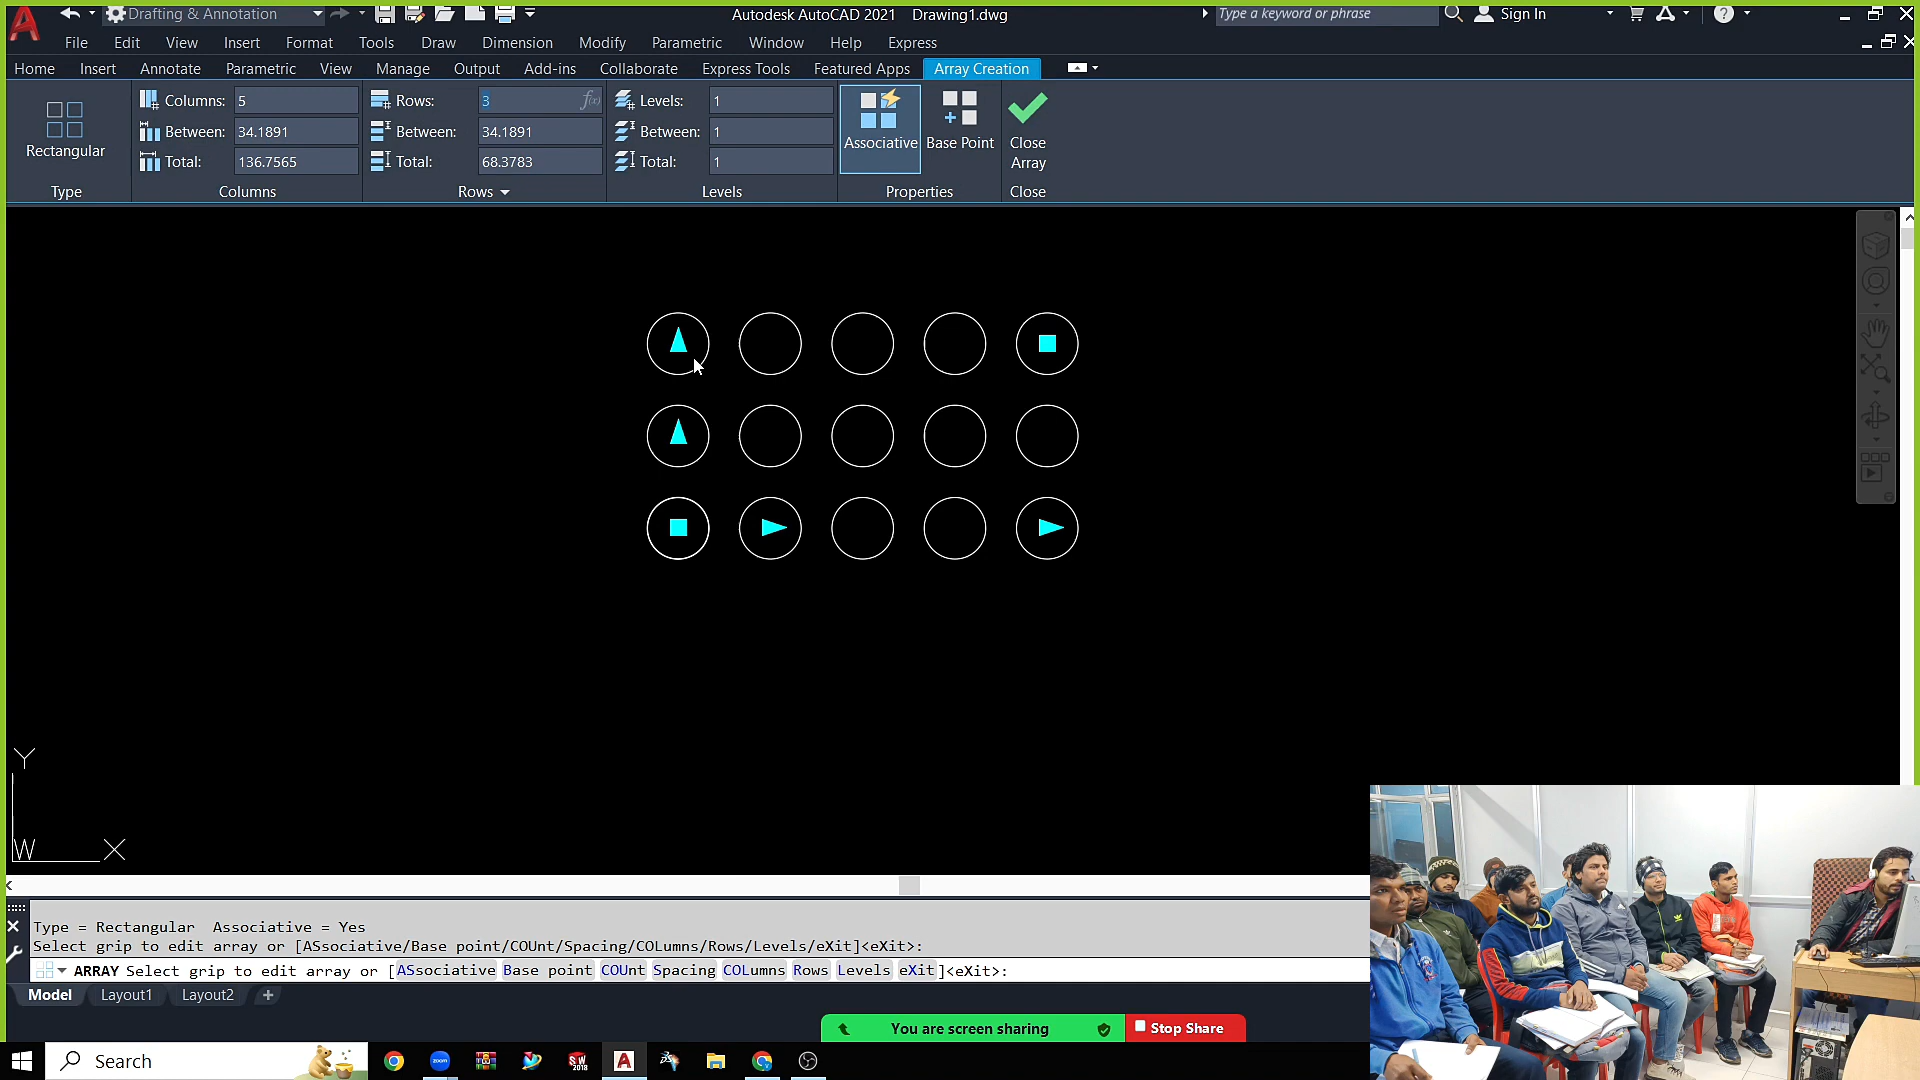 Drafting & Annotation
Autodesk AutoCAD 2021 Drawing1.dwg
Type a keyword or phrase
Sign In
File Edit View Insert Format Tools Draw Dimension Modify Parametric Window Help Express
Home Insert Annotate Parametric View Manage Output Add-ins Collaborate Express Tools Featured Apps Array Creation
Columns: 5 Rows: 3 f(x) Levels: 1
Between: 34.1891 Between: 34.1891 Between: 1
Total: 136.7565 Total: 68.3783 Total: 1
Rectangular Associative Base Point Close Array
Type Columns Rows Levels Properties Close
Y
W X
Type = Rectangular Associative = Yes
Select grip to edit array or [ASsociative/Base point/COUnt/Spacing/COLumns/Rows/Levels/eXit]<eXit>:
ARRAY Select grip to edit array or [ASsociative Base point COUnt Spacing COLumns Rows Levels eXit]<eXit>:
Model Layout1 Layout2 +
You are screen sharing Stop Share
Search zoom SW 2018 A